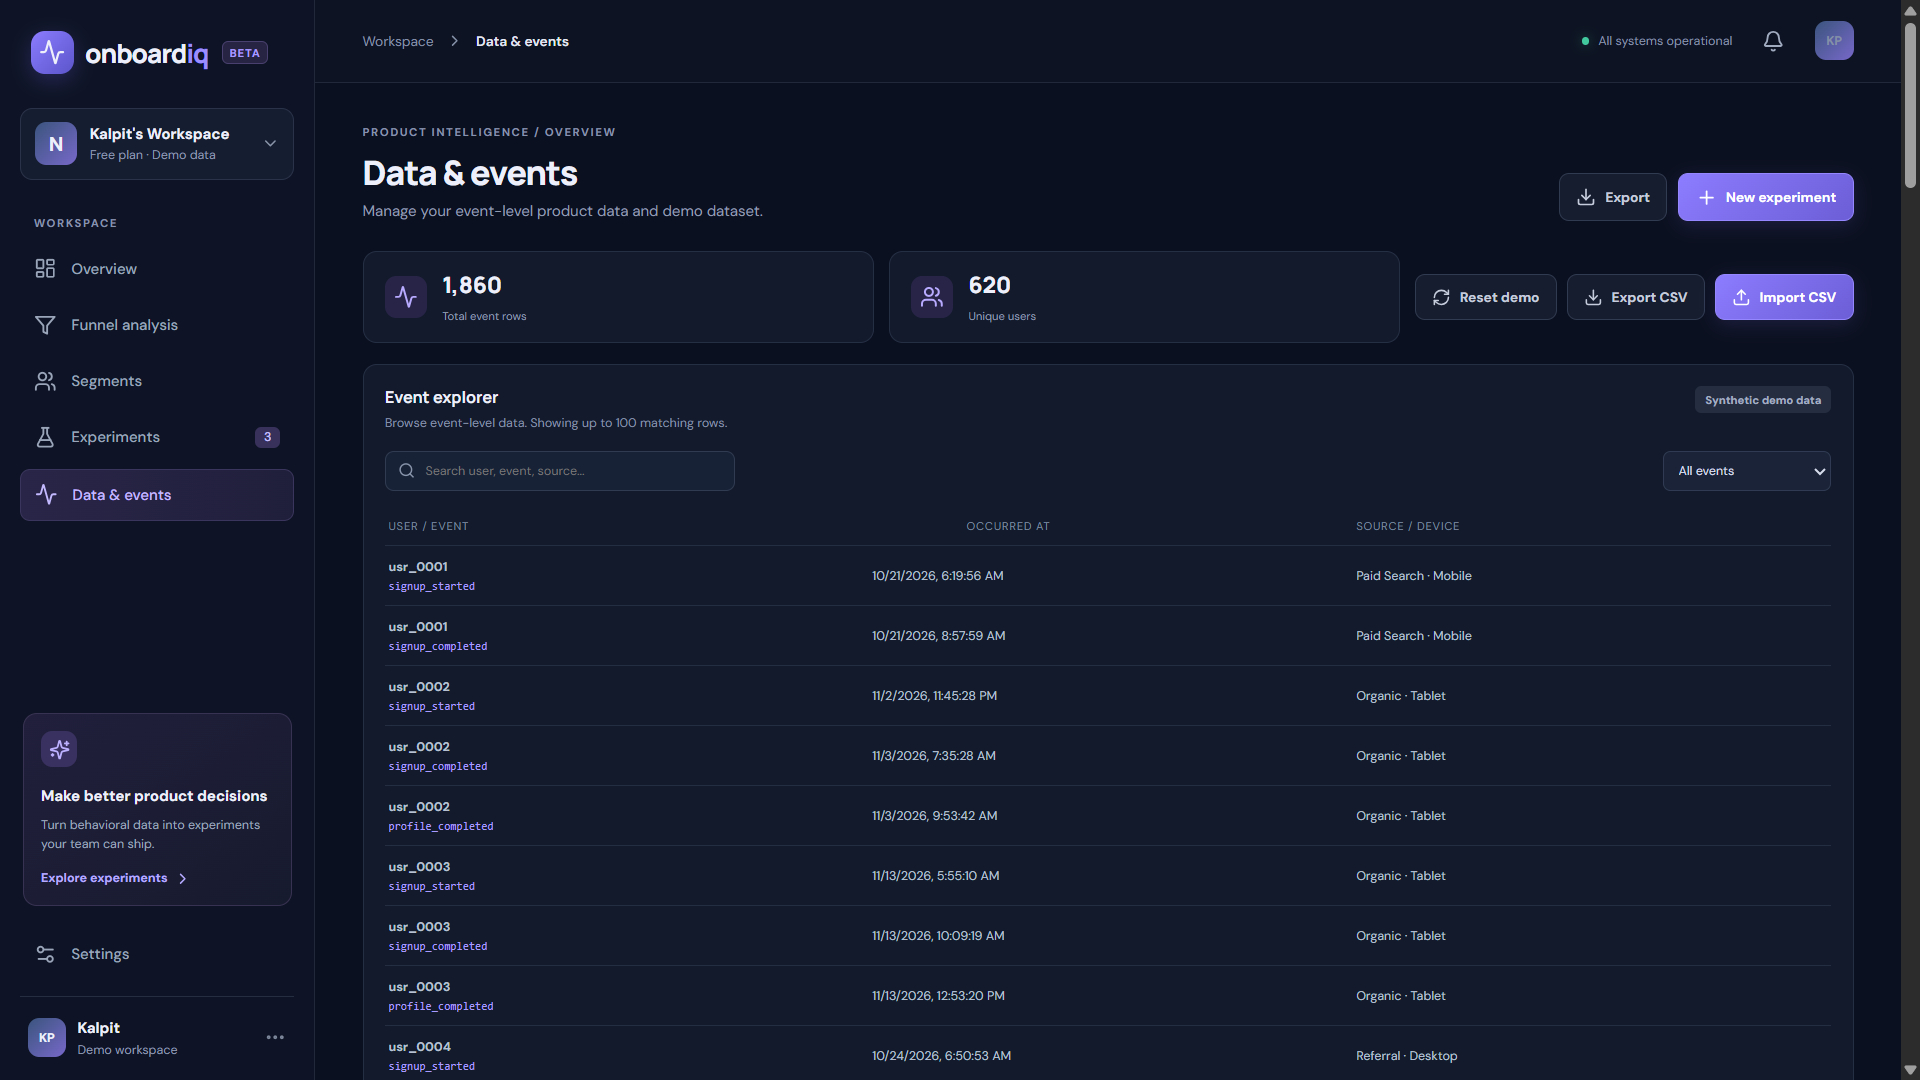 onboardiq BETA
Kalpit's Workspace
N
Free plan · Demo data
WORKSPACE
Overview
Funnel analysis
Segments
Experiments 3
Data & events
Make better product decisions
Turn behavioral data into experiments
your team can ship.
Explore experiments
Settings
KP
Kalpit
Demo workspace
Workspace Data & events
All systems operational
KP
PRODUCT INTELLIGENCE / OVERVIEW
Data & events
Manage your event-level product data and demo dataset.
Export
New experiment
1,860
Total event rows
620
Unique users
Reset demo
Export CSV
Import CSV
Event explorer
Browse event-level data. Showing up to 100 matching rows.
Synthetic demo data
Search user, event, source...
All events
USER / EVENT OCCURRED AT SOURCE / DEVICE
usr_0001
signup_started
10/21/2026, 6:19:56 AM
Paid Search · Mobile
usr_0001
signup_completed
10/21/2026, 8:57:59 AM
Paid Search · Mobile
usr_0002
signup_started
11/2/2026, 11:45:28 PM
Organic · Tablet
usr_0002
signup_completed
11/3/2026, 7:35:28 AM
Organic · Tablet
usr_0002
profile_completed
11/3/2026, 9:53:42 AM
Organic · Tablet
usr_0003
signup_started
11/13/2026, 5:55:10 AM
Organic · Tablet
usr_0003
signup_completed
11/13/2026, 10:09:19 AM
Organic · Tablet
usr_0003
profile_completed
11/13/2026, 12:53:20 PM
Organic · Tablet
usr_0004
signup_started
10/24/2026, 6:50:53 AM
Referral · Desktop